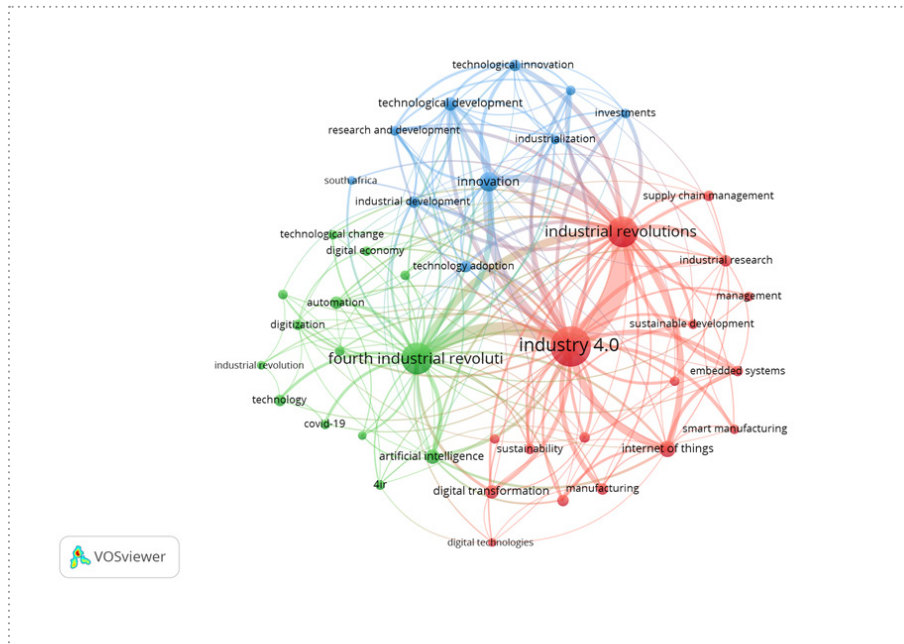 technological innovation
technological development
investments
research and development
industrialization
south africa
innovation
supply chain management
industrial development
technological change
industrial revolutions
digital economy
technology adoption
industrial research
automation
management
digitization
sustainable development
industry 4.0
fourth industrial revoluti
industrial revolution
embedded systems
technology
covid-19
smart manufacturing
sustainability
internet of things
artificial intelligence
4ir
digital transformation
manufacturing
digital technologies
VOSviewer